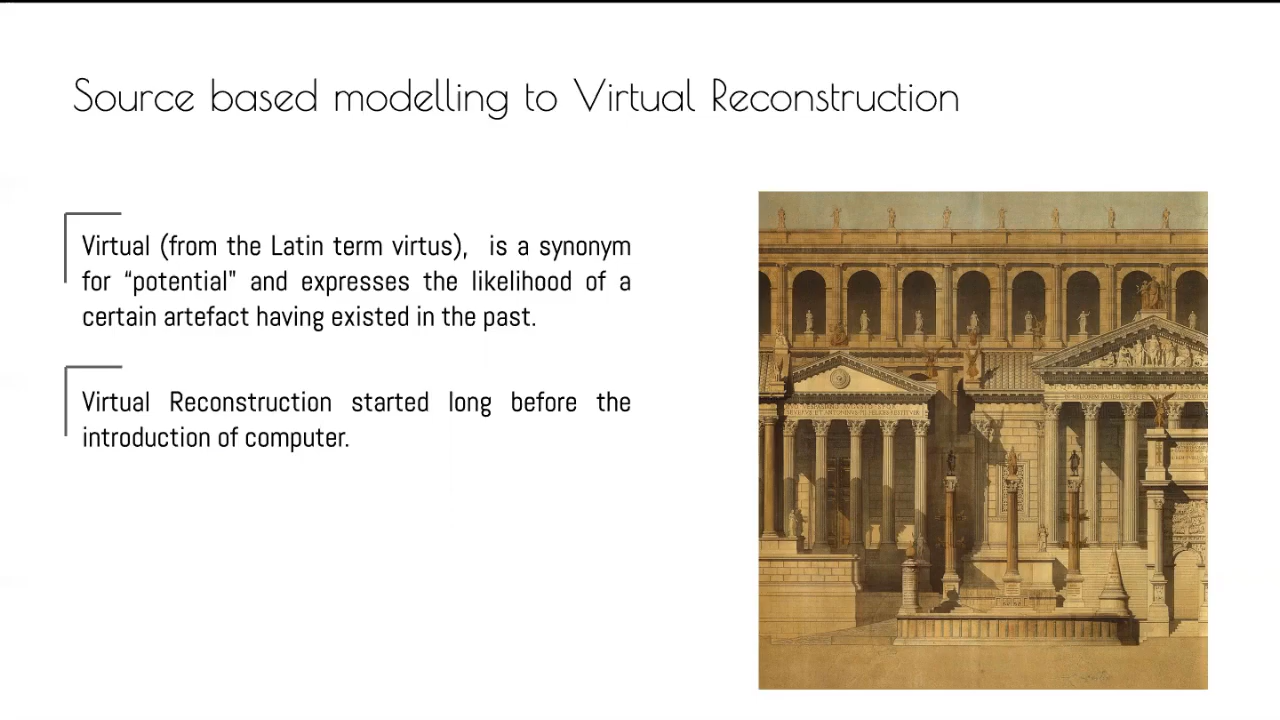 Source based modelling to Virtual Reconstruction
Virtual (from the Latin term virtus), is a synonym
for “potential" and expresses the likelihood of a
certain artefact having existed in the past.
Virtual Reconstruction started long before the
introduction of computer.